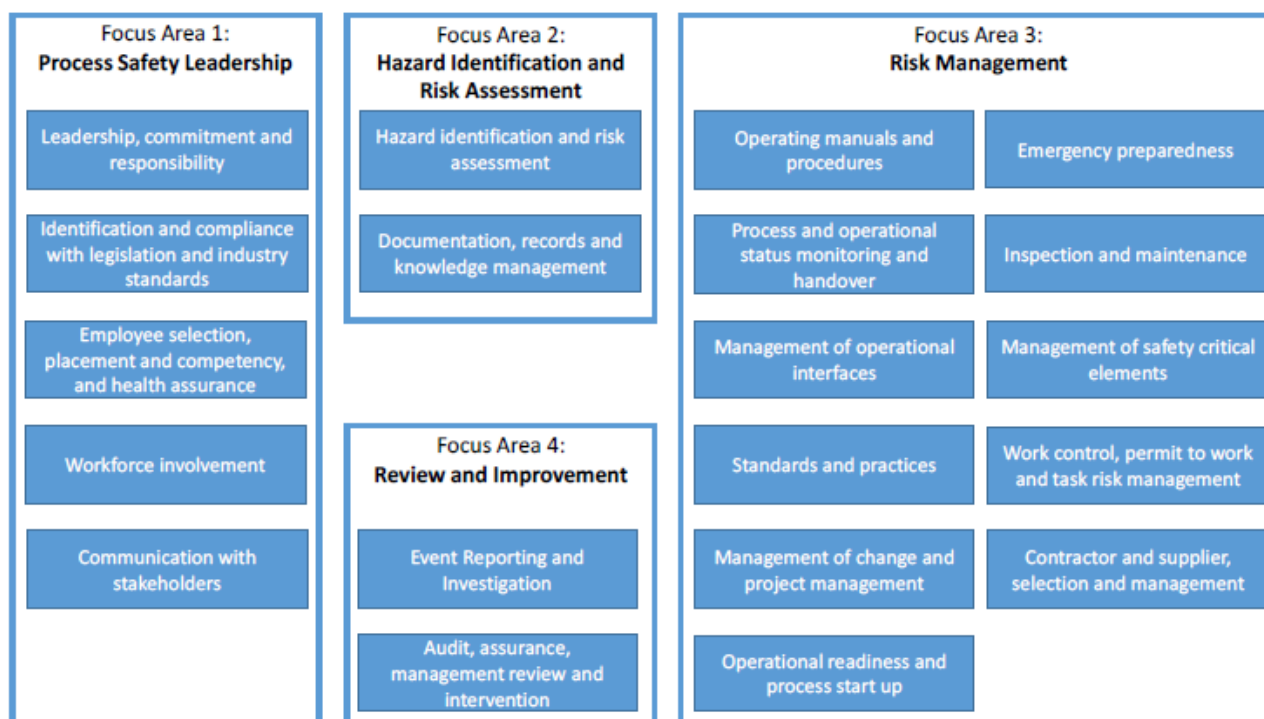 Focus Area 1:
Process Safety Leadership
Leadership, commitment and
responsibility
Identification and compliance
with legislation and industry
standards
Employee selection,
placement and competency,
and health assurance
Workforce involvement
Communication with
stakeholders
Focus Area 2:
Hazard Identification and
Risk Assessment
Hazard identification and risk
assessment
Documentation, records and
knowledge management
Focus Area 4:
Review and Improvement
Event Reporting and
Investigation
Audit, assurance,
management review and
intervention
Focus Area 3:
Risk Management
Operating manuals and
procedures
Emergency preparedness
Process and operational
status monitoring and
handover
Inspection and maintenance
Management of operational
interfaces
Management of safety critical
elements
Standards and practices
Work control, permit to work
and task risk management
Management of change and
project management
Contractor and supplier,
selection and management
Operational readiness and
process start up